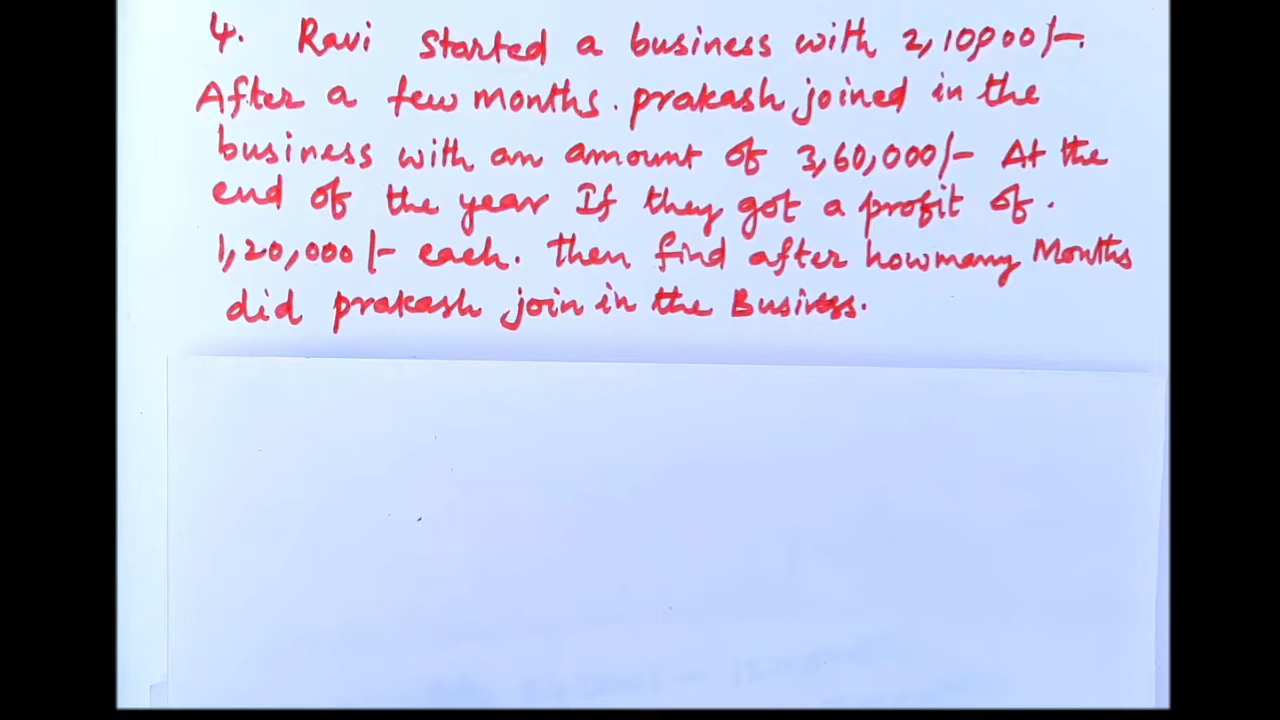 4. Ravi started a business with 2,10,000/-.
After a few months. prakash joined in the
business with an amount of 3,60,000/- At the
end of the year If they got a profit of.
1,20,000/- each. Then find after howmany Months
did prakash join in the Business.